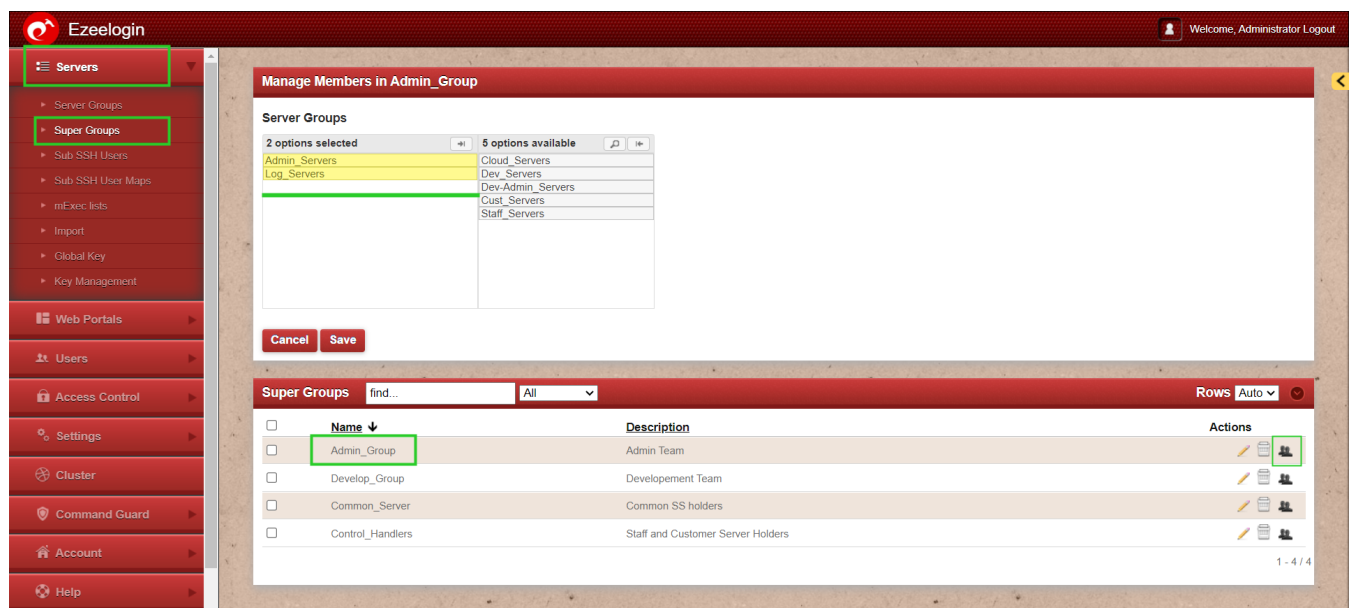 Ezeelogin
Welcome, Administrator Logout
Servers
Server Groups
Super Groups
Sub SSH Users
Sub SSH User Maps
mExec lists
Import
Global Key
Key Management
Web Portals
Users
Access Control
Settings
Cluster
Command Guard
Account
Help
Manage Members in Admin_Group
Server Groups
2 options selected
5 options available
Admin_Servers
Log_Servers
Cloud_Servers
Dev_Servers
Dev-Admin_Servers
Cust_Servers
Staff_Servers
Cancel
Save
Super Groups find... All Rows Auto
Name Description Actions
Admin_Group Admin Team
Develop_Group Developement Team
Common_Server Common SS holders
Control_Handlers Staff and Customer Server Holders
1 - 4 / 4